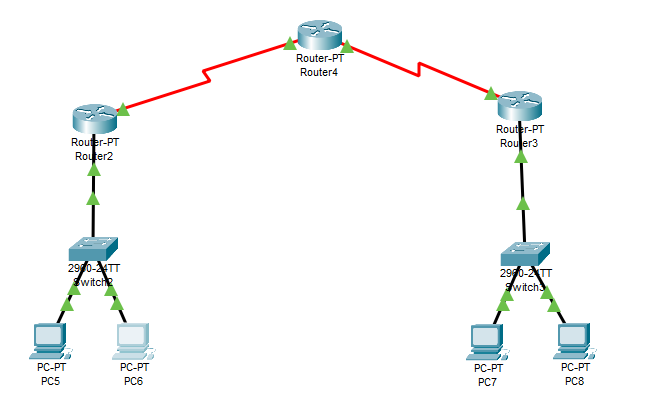 Router-PT
Router4
Router-PT
Router2
Router-PT
Router3
2960-24TT
Switch2
2960-24TT
Switch3
PC-PT
PC5
PC-PT
PC6
PC-PT
PC7
PC-PT
PC8